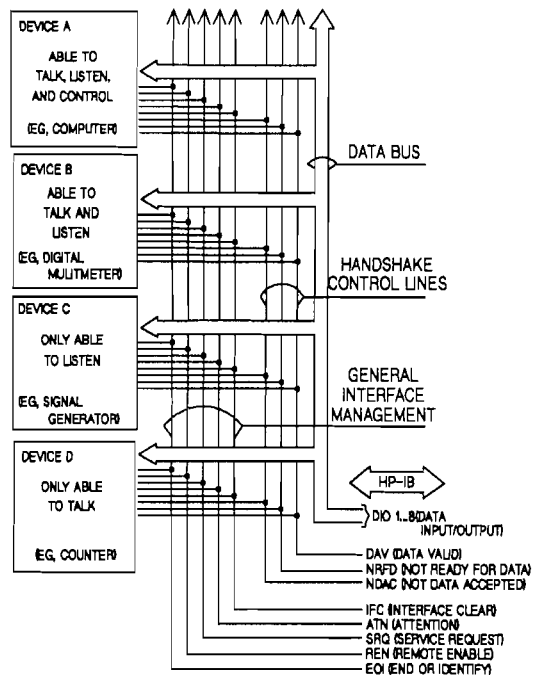 DEVICE A
ABLE TO
TALK, LISTEN,
AND CONTROL
(EG, COMPUTER)
DEVICE B
ABLE TO
TALK AND
LISTEN
(EG, DIGITAL
MULITMETER)
DEVICE C
ONLY ABLE
TO LISTEN
(EG, SIGNAL
GENERATOR)
DEVICE D
ONLY ABLE
TO TALK
(EG, COUNTER)
DATA BUS
HANDSHAKE
CONTROL LINES
GENERAL
INTERFACE
MANAGEMENT
HP-IB
DIO 1...8(DATA
INPUT/OUTPUT)
DAV (DATA VALID)
NRFD (NOT READY FOR DATA)
NDAC (NOT DATA ACCEPTED)
IFC (INTERFACE CLEAR)
ATN (ATTENTION)
SRQ (SERVICE REQUEST)
REN (REMOTE ENABLE)
EOI (END OR IDENTIFY)